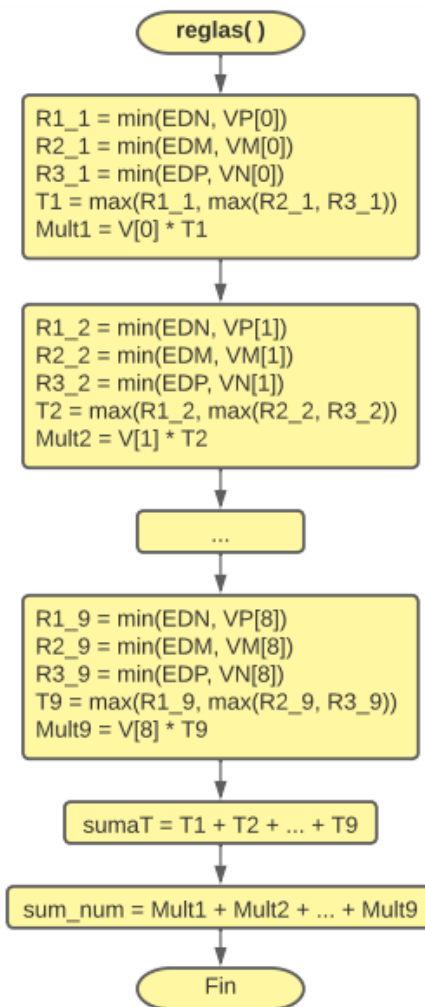 reglas( )
R1_1 = min(EDN, VP[0])
R2_1 = min(EDM, VM[0])
R3_1 = min(EDP, VN[0])
T1 = max(R1_1, max(R2_1, R3_1))
Mult1 = V[0] * T1
R1_2 = min(EDN, VP[1])
R2_2 = min(EDM, VM[1])
R3_2 = min(EDP, VN[1])
T2 = max(R1_2, max(R2_2, R3_2))
Mult2 = V[1] * T2
...
R1_9 = min(EDN, VP[8])
R2_9 = min(EDM, VM[8])
R3_9 = min(EDP, VN[8])
T9 = max(R1_9, max(R2_9, R3_9))
Mult9 = V[8] * T9
sumaT = T1 + T2 + ... + T9
sum_num = Mult1 + Mult2 + ... + Mult9
Fin